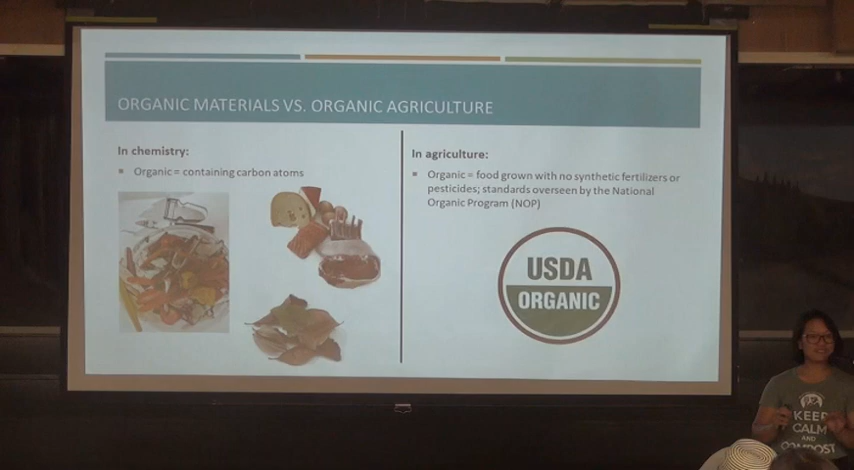 ORGANIC MATERIALS VS. ORGANIC AGRICULTURE
In chemistry:
▪ Organic = containing carbon atoms
In agriculture:
▪ Organic = food grown with no synthetic fertilizers or
pesticides; standards overseen by the National
Organic Program (NOP)
USDA
ORGANIC
KEEP
CALM
AND
COMPOST